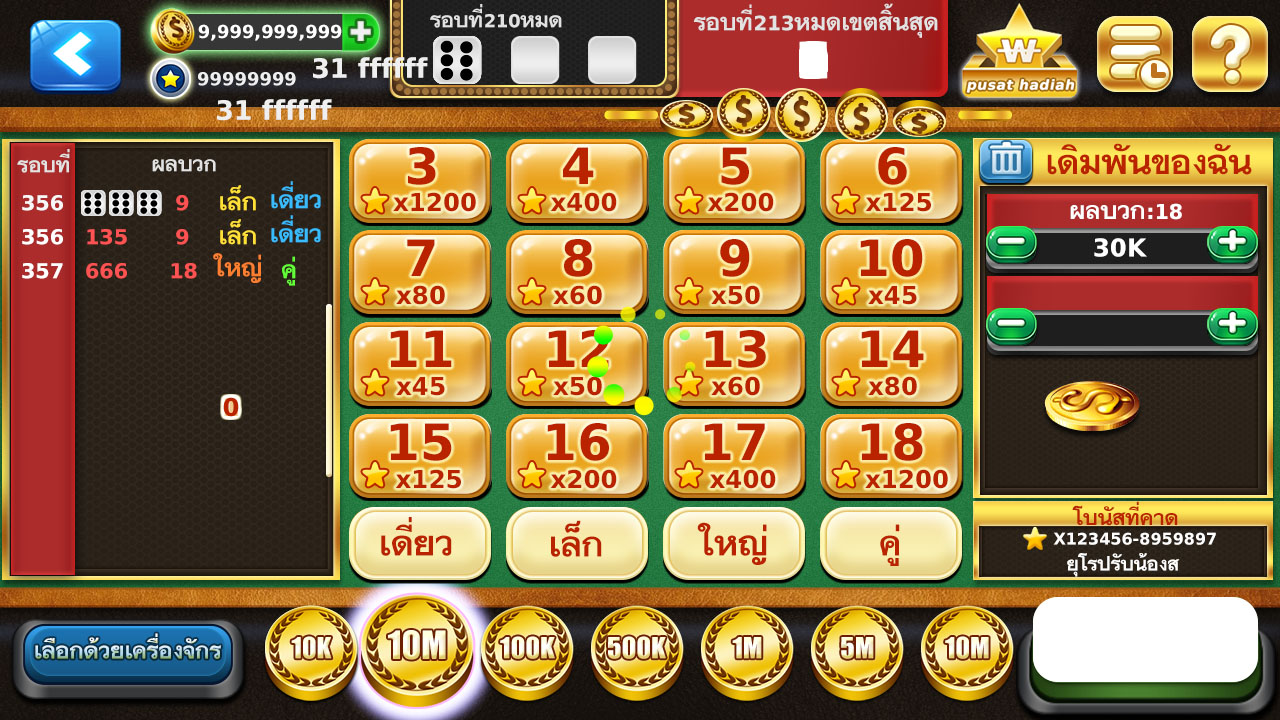 9,999,999,999
99999999
31 ffffff
31 ffffff
รอบที่210หมด
รอบที่213หมดเขตสิ้นสุด
W
pusat hadiah
รอบที่ ผลบวก
356 9 เล็ก เดี่ยว
356 135 9 เล็ก เดี่ยว
357 666 18 ใหญ่ คู่
0
3 4 5 6
x1200 x400 x200 x125
7 8 9 10
x80 x60 x50 x45
11 12 13 14
x45 x50 x60 x80
15 16 17 18
x125 x200 x400 x1200
เดี่ยว เล็ก ใหญ่ คู่
เดิมพันของฉัน
ผลบวก:18
30K
โบนัสที่คาด
X123456-8959897
ยุโรปรับน้องส
เลือกด้วยเครื่องจักร
10K 10M 100K 500K 1M 5M 10M